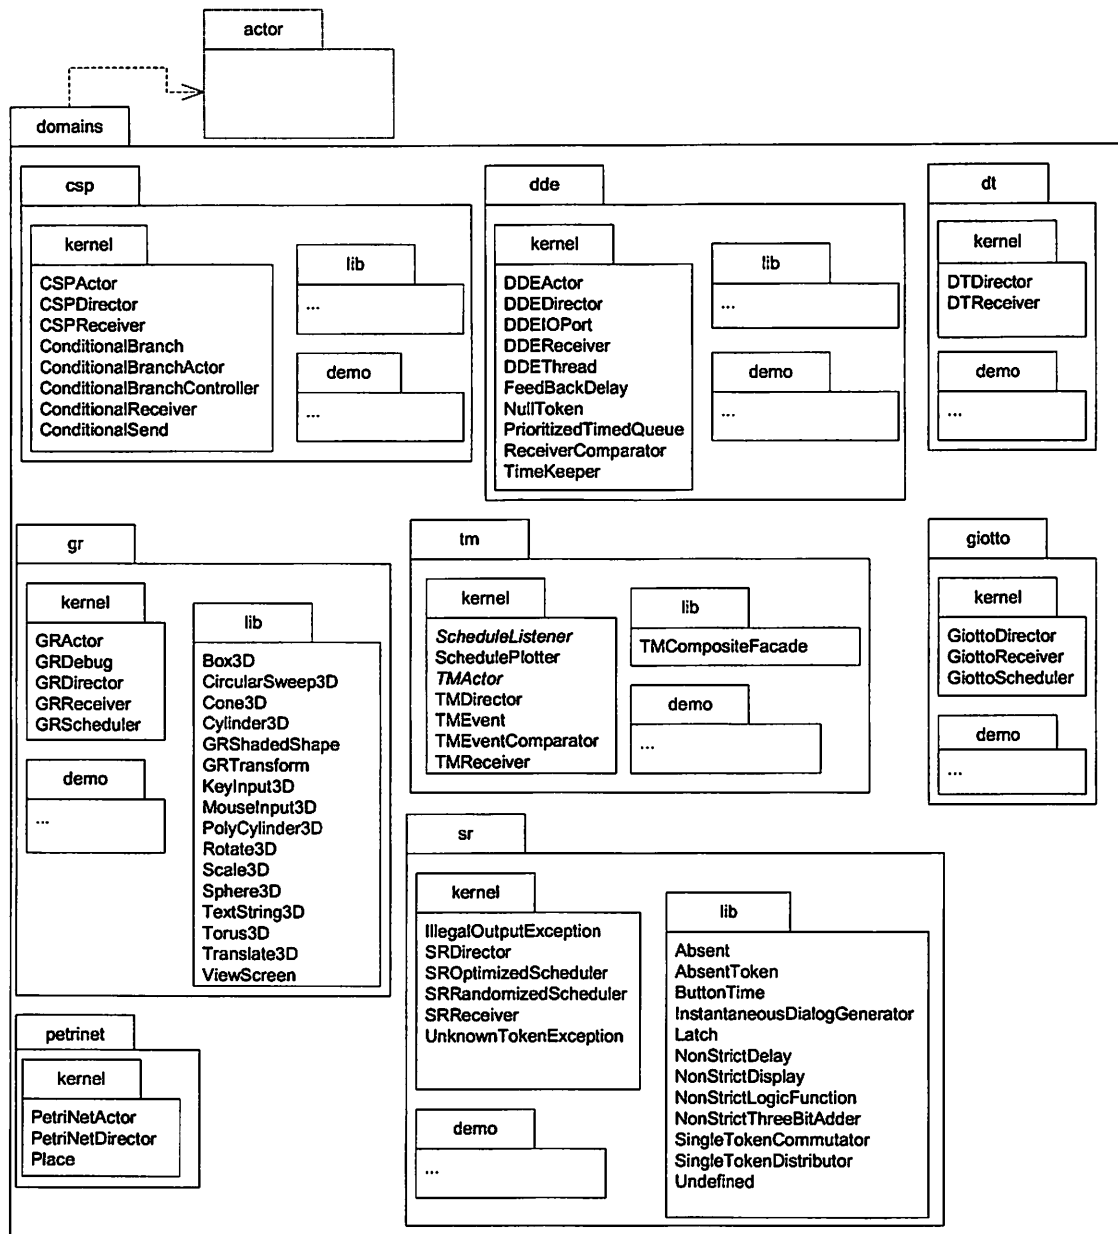 actor
domains
csp
kernel
CSPActor
CSPDirector
CSPReceiver
ConditionalBranch
ConditionalBranchActor
ConditionalBranchController
ConditionalReceiver
ConditionalSend
lib
...
demo
...
dde
kernel
DDEActor
DDEDirector
DDEIOPort
DDEReceiver
DDEThread
FeedBackDelay
NullToken
PrioritizedTimedQueue
ReceiverComparator
TimeKeeper
lib
...
demo
...
dt
kernel
DTDirector
DTReceiver
demo
...
gr
kernel
GRActor
GRDebug
GRDirector
GRReceiver
GRScheduler
demo
...
lib
Box3D
CircularSweep3D
Cone3D
Cylinder3D
GRShadedShape
GRTransform
KeyInput3D
MouseInput3D
PolyCylinder3D
Rotate3D
Scale3D
Sphere3D
TextString3D
Torus3D
Translate3D
ViewScreen
tm
kernel
ScheduleListener
SchedulePlotter
TMActor
TMDirector
TMEvent
TMEventComparator
TMReceiver
lib
TMCompositeFacade
demo
...
giotto
kernel
GiottoDirector
GiottoReceiver
GiottoScheduler
demo
...
petrinet
kernel
PetriNetActor
PetriNetDirector
Place
sr
kernel
IllegalOutputException
SRDirector
SROptimizedScheduler
SRRandomizedScheduler
SRReceiver
UnknownTokenException
demo
...
lib
Absent
AbsentToken
ButtonTime
InstantaneousDialogGenerator
Latch
NonStrictDelay
NonStrictDisplay
NonStrictLogicFunction
NonStrictThreeBitAdder
SingleTokenCommutator
SingleTokenDistributor
Undefined